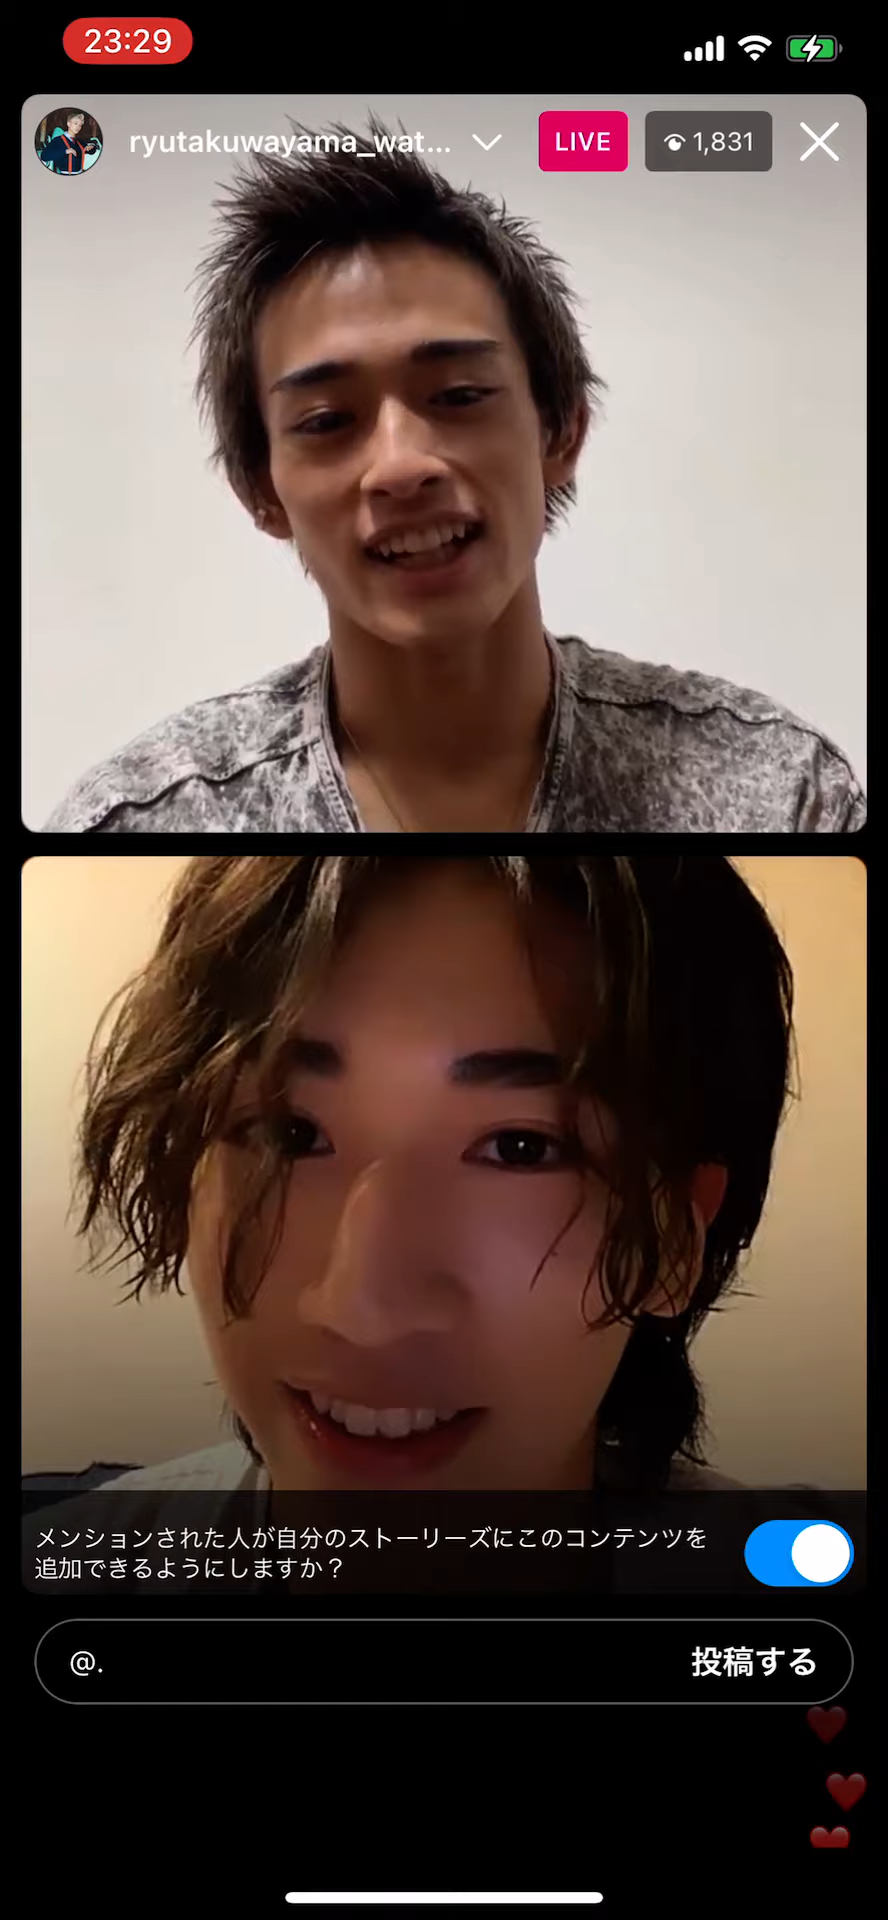 23:29
ryutakuwayama_wat...
LIVE
1,831
メンションされた人が自分のストーリーズにこのコンテンツを
追加できるようにしますか？
@.
投稿する